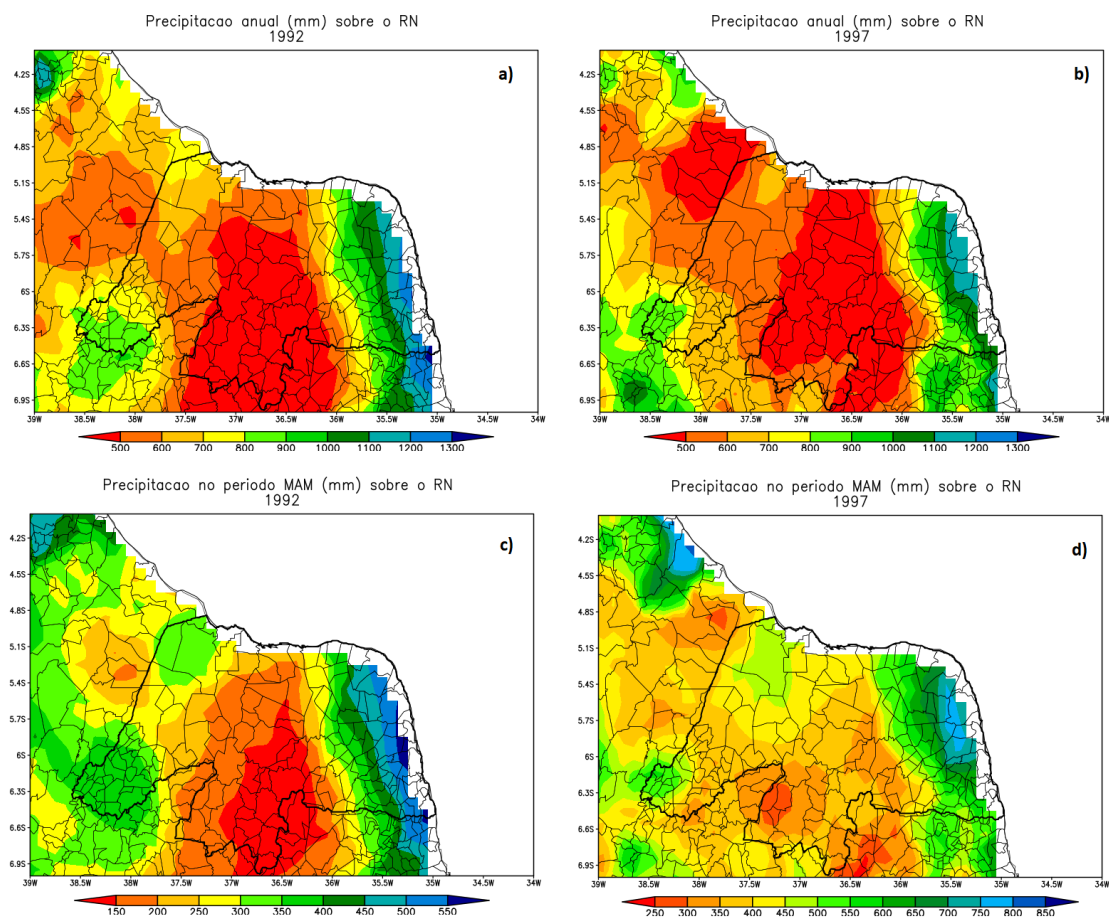 Precipitacao anual (mm) sobre o RN
1992
a)
4.2S
4.5S
4.8S
5.1S
5.4S
5.7S
6S
6.3S
6.6S
6.9S
39W 38.5W 38W 37.5W 37W 36.5W 36W 35.5W 35W 34.5W 34W
500 600 700 800 900 1000 1100 1200 1300
Precipitacao anual (mm) sobre o RN
1997
b)
4.2S
4.5S
4.8S
5.1S
5.4S
5.7S
6S
6.3S
6.6S
6.9S
39W 38.5W 38W 37.5W 37W 36.5W 36W 35.5W 35W 34.5W 34W
500 600 700 800 900 1000 1100 1200 1300
Precipitacao no periodo MAM (mm) sobre o RN
1992
c)
4.2S
4.5S
4.8S
5.1S
5.4S
5.7S
6S
6.3S
6.6S
6.9S
39W 38.5W 38W 37.5W 37W 36.5W 36W 35.5W 35W 34.5W 34W
150 200 250 300 350 400 450 500 550
Precipitacao no periodo MAM (mm) sobre o RN
1997
d)
4.2S
4.5S
4.8S
5.1S
5.4S
5.7S
6S
6.3S
6.6S
6.9S
39W 38.5W 38W 37.5W 37W 36.5W 36W 35.5W 35W 34.5W 34W
250 300 350 400 450 500 600 650 700 750 800 850